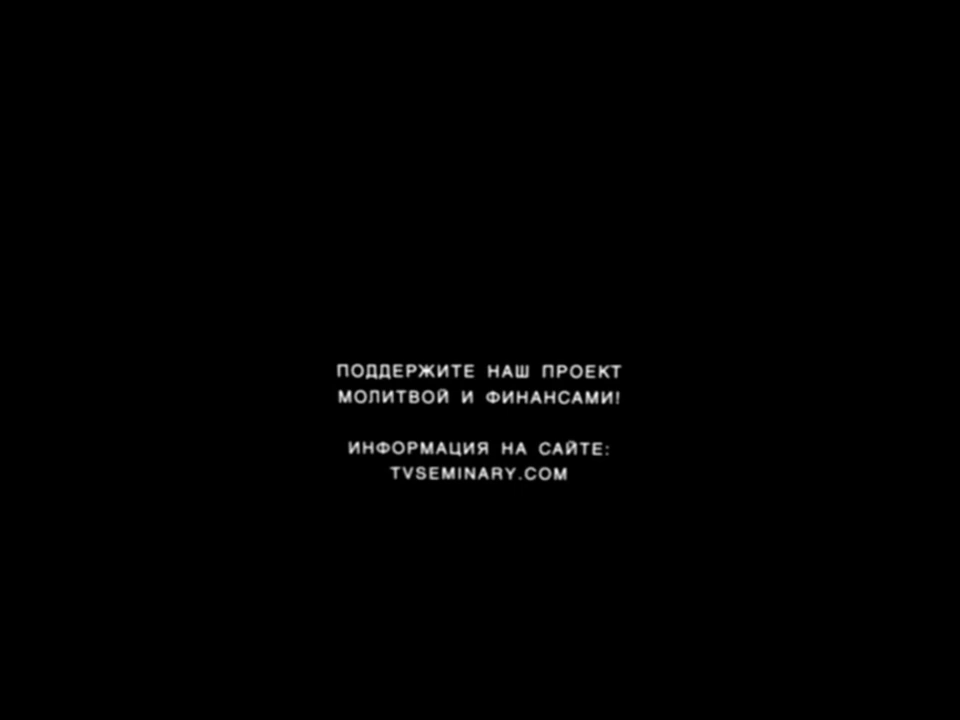 ПОДДЕРЖИТЕ НАШ ПРОЕКТ
МОЛИТВОЙ И ФИНАНСАМИ!
ИНФОРМАЦИЯ НА САЙТЕ:
TVSEMINARY.COM